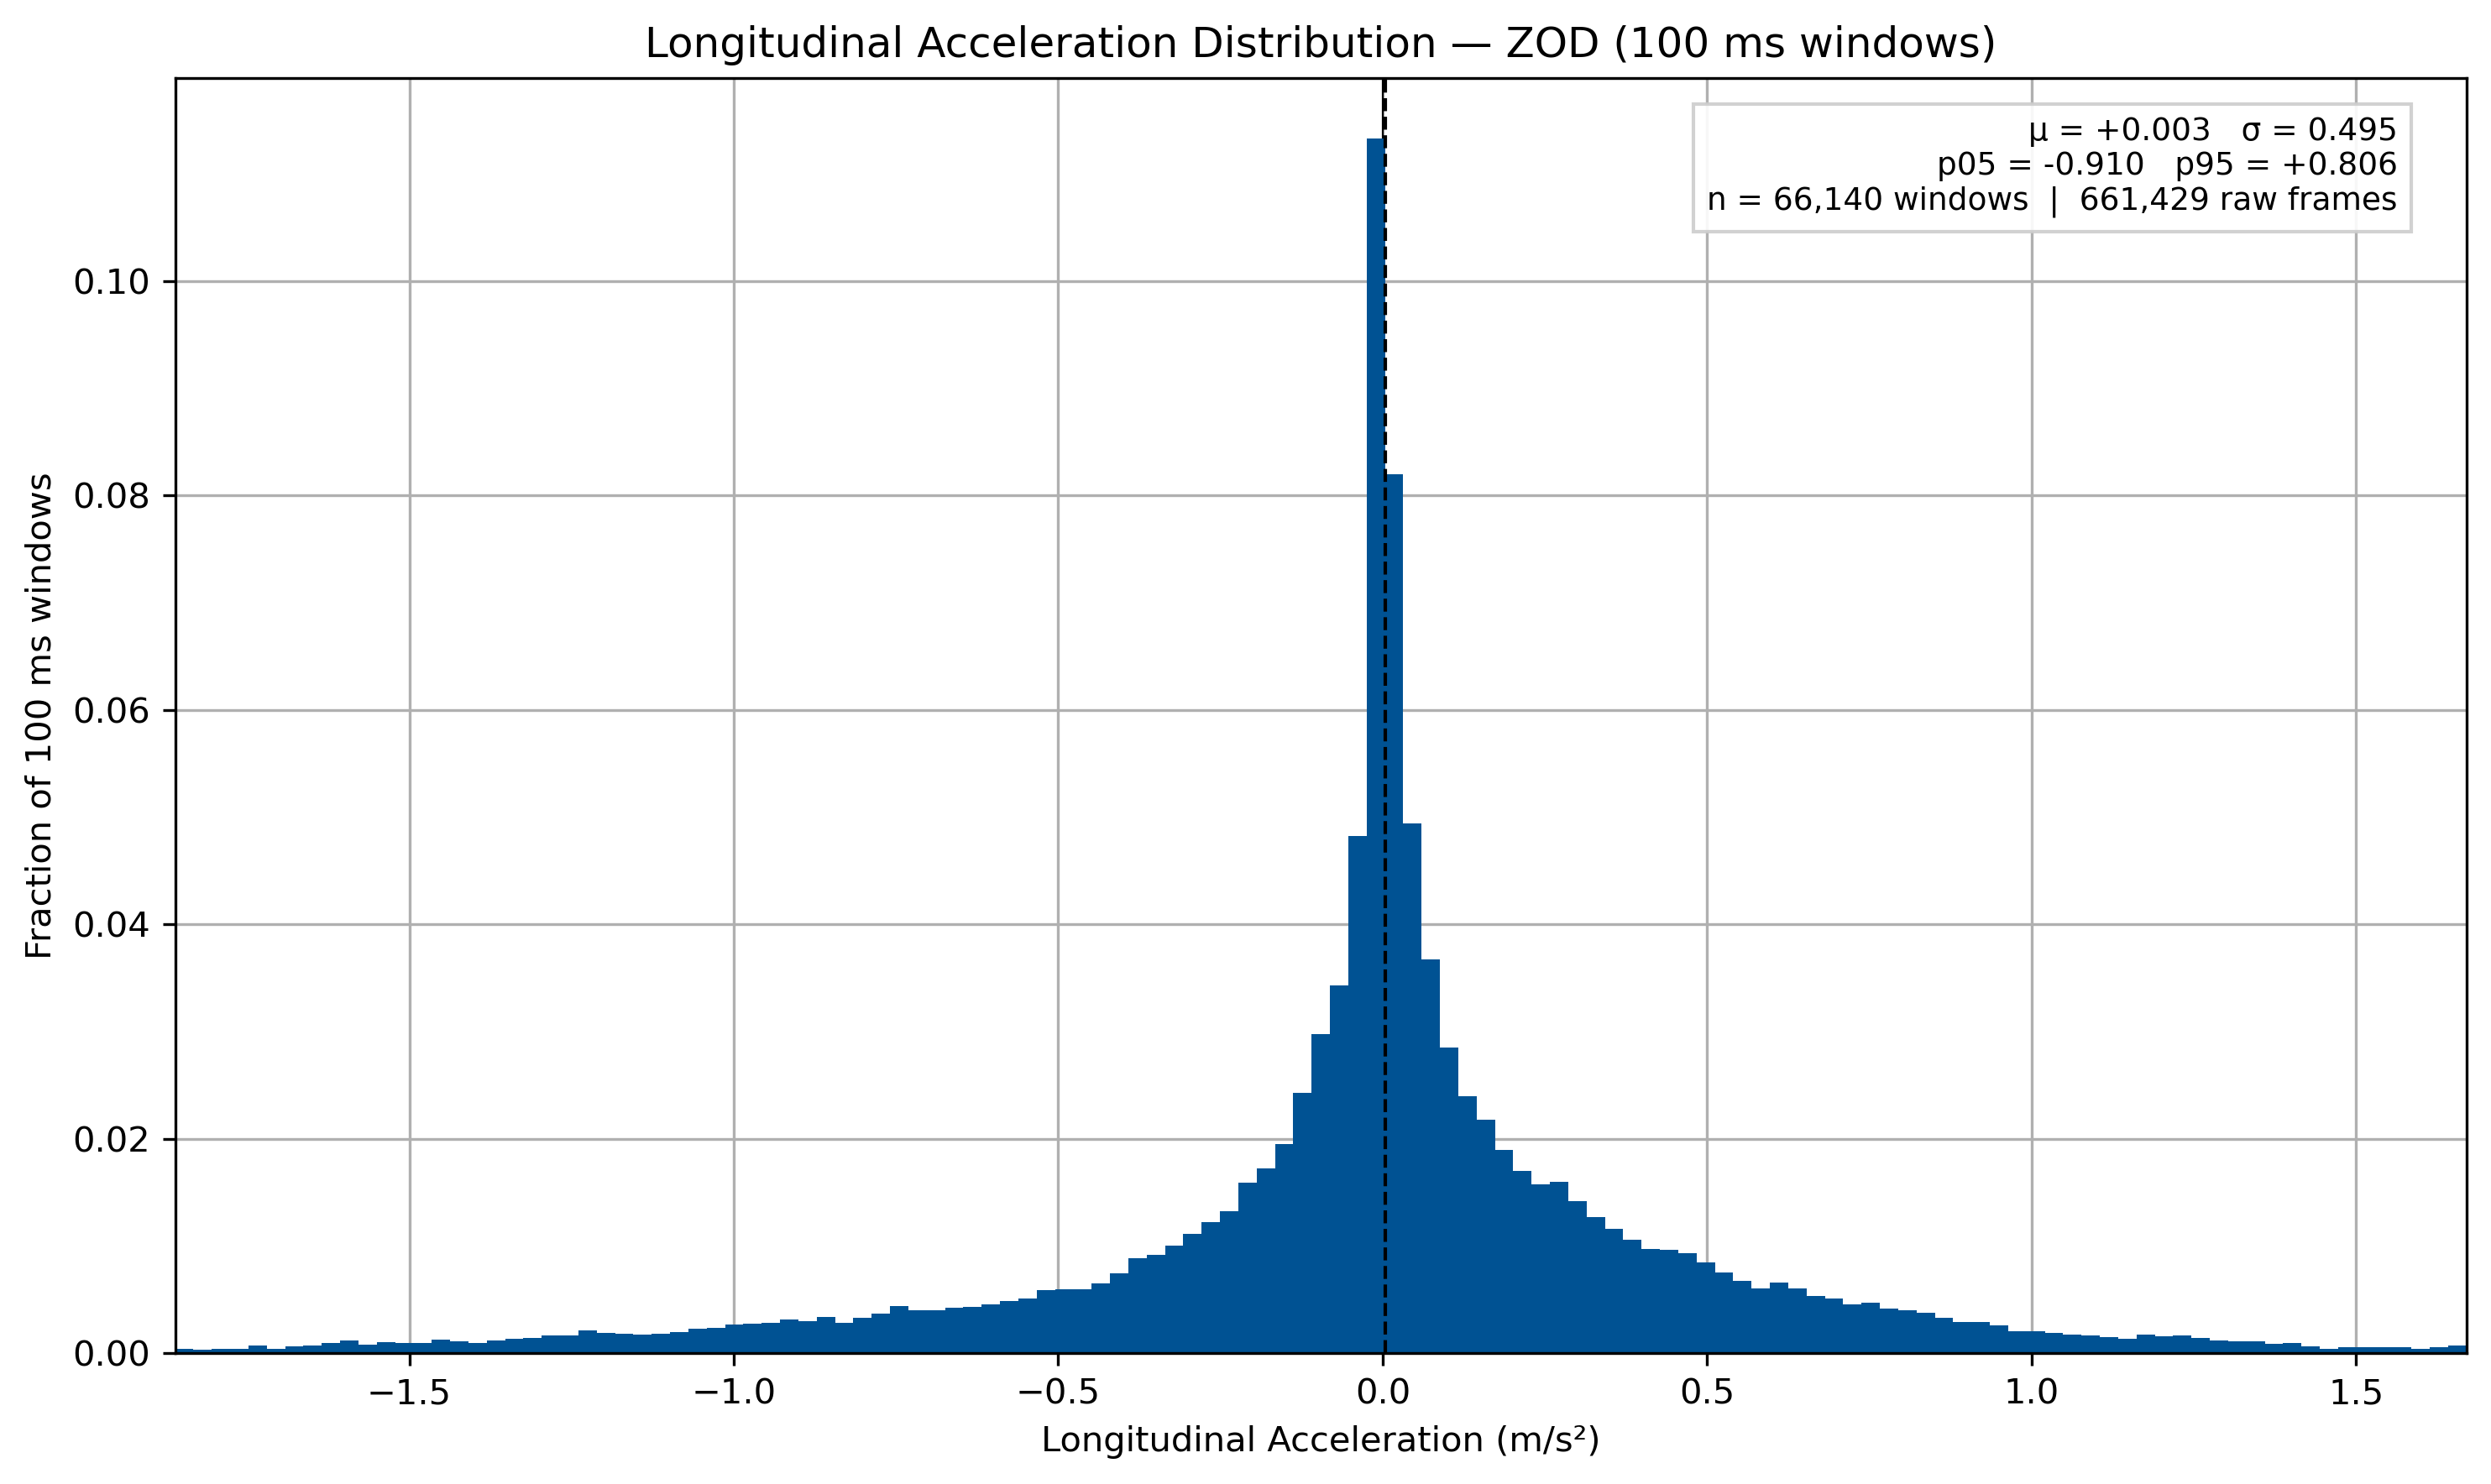 Longitudinal Acceleration Distribution — ZOD (100 ms windows)
μ = +0.003   σ = 0.495
p05 = -0.910   p95 = +0.806
n = 66,140 windows  |  661,429 raw frames
Fraction of 100 ms windows
0.10
0.08
0.06
0.04
0.02
0.00
−1.5
−1.0
−0.5
0.0
0.5
1.0
1.5
Longitudinal Acceleration (m/s²)